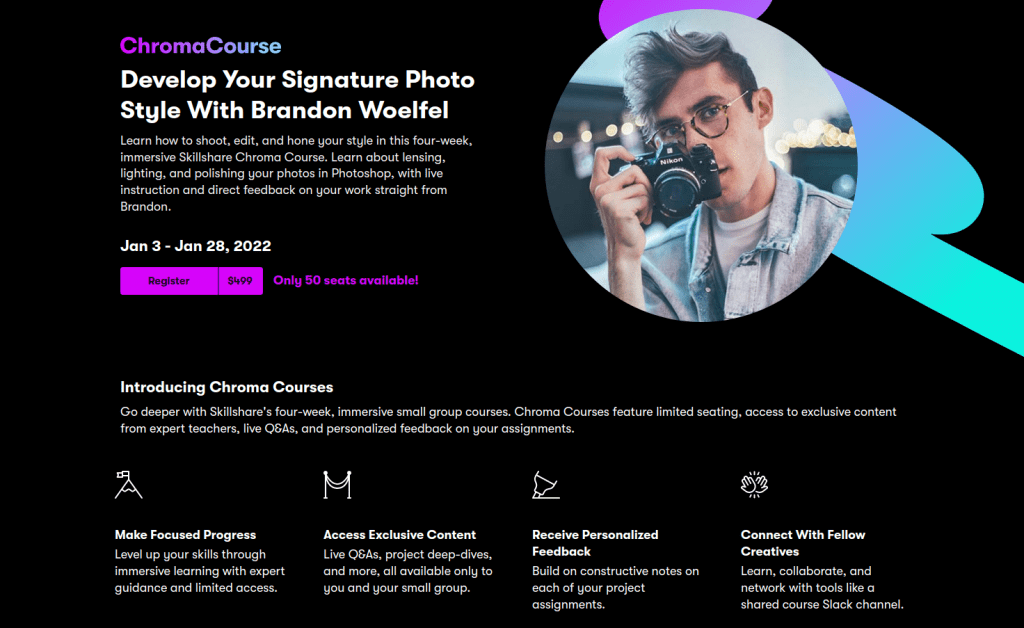 ChromaCourse
Develop Your Signature Photo
Style With Brandon Woelfel
Learn how to shoot, edit, and hone your style in this four-week,
immersive Skillshare Chroma Course. Learn about lensing,
lighting, and polishing your photos in Photoshop, with live
instruction and direct feedback on your work straight from
Brandon.
Nikon
Jan 3 - Jan 28, 2022
Register $499 Only 50 seats available!
Introducing Chroma Courses
Go deeper with Skillshare's four-week, immersive small group courses. Chroma Courses feature limited seating, access to exclusive content
from expert teachers, live Q&As, and personalized feedback on your assignments.
Make Focused Progress
Level up your skills through
immersive learning with expert
guidance and limited access.
Access Exclusive Content
Live Q&As, project deep-dives,
and more, all available only to
you and your small group.
Receive Personalized
Feedback
Build on constructive notes on
each of your project
assignments.
Connect With Fellow
Creatives
Learn, collaborate, and
network with tools like a
shared course Slack channel.